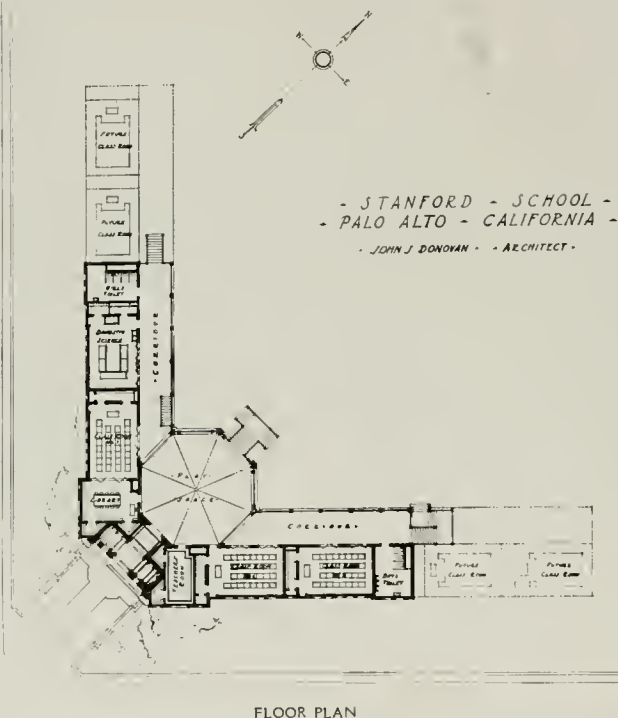 N
- STANFORD - SCHOOL -
- PALO ALTO - CALIFORNIA -
- JOHN J DONOVAN - - ARCHITECT -
FUTURE
CLASS ROOM
FUTURE
CLASS ROOM
GIRLS
TOILET
DOMESTIC
SCIENCE
- CORRIDOR -
CLASS ROOM
LIBRARY
- PLAY -
SPACE -
CORRIDOR -
TEACHERS
ROOM
CLASS ROOM
CLASS ROOM
BOYS
TOILET
FUTURE
CLASS ROOM
FUTURE
CLASS ROOM
FLOOR PLAN